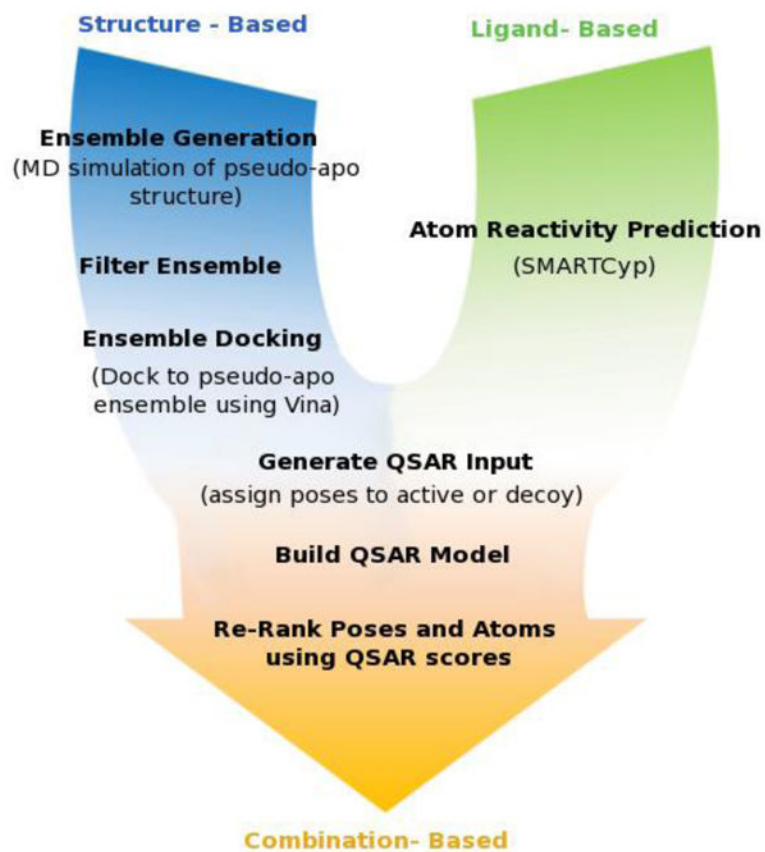 Structure - Based
Ligand- Based
Ensemble Generation
(MD simulation of pseudo-apo
structure)
Filter Ensemble
Ensemble Docking
(Dock to pseudo-apo
ensemble using Vina)
Atom Reactivity Prediction
(SMARTCyp)
Generate QSAR Input
(assign poses to active or decoy)
Build QSAR Model
Re-Rank Poses and Atoms
using QSAR scores
Combination- Based